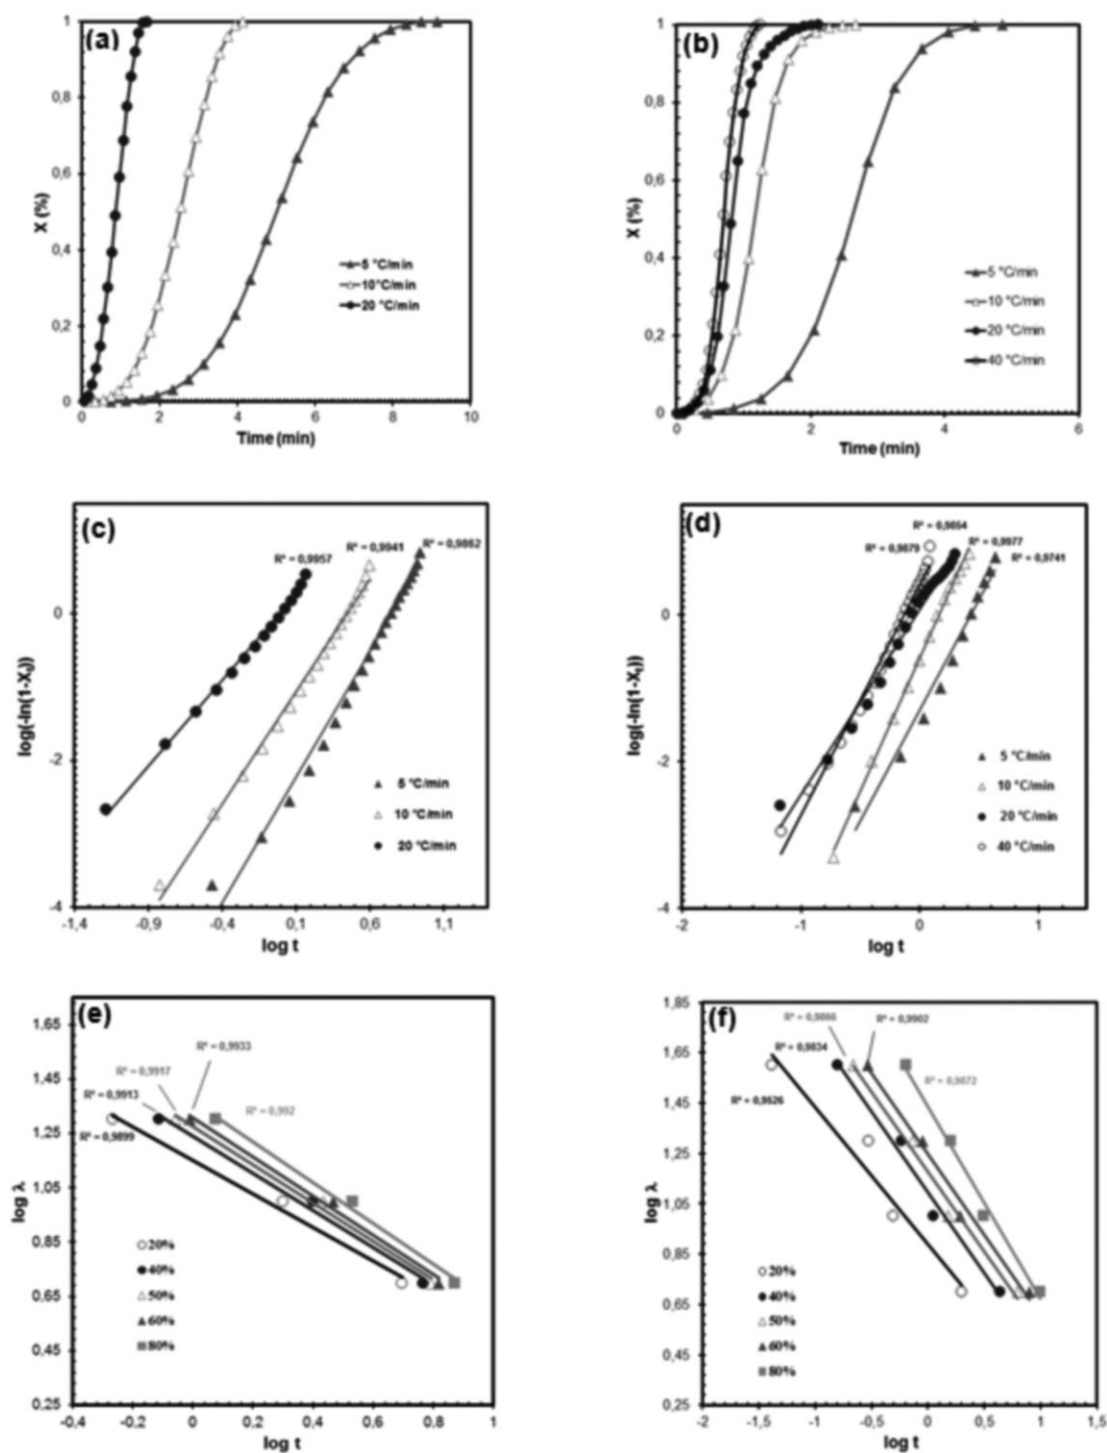 (a)
1
0,8
0,6
0,4
0,2
0
X (%)
5 °C/min
10°C/min
20 °C/min
0 2 4 6 8 10
Time (min)
(b)
1
0,8
0,6
0,4
0,2
0
X (%)
5 °C/min
10 °C/min
20 °C/min
40 °C/min
0 2 4 6
Time (min)
(c)
R² = 0,9957
R² = 0,9941
R² = 0,9862
0
-2
-4
log(-ln(1-Xt))
5 °C/min
10 °C/min
20 °C/min
-1,4 -0,9 -0,4 0,1 0,6 1,1
log t
(d)
R² = 0,9854
R² = 0,9879
R² = 0,9977
R² = 0,9741
0
-2
-4
log(-ln(1-Xt))
5 °C/min
10 °C/min
20 °C/min
40 °C/min
-2 -1 0 1
log t
(e)
1,65
1,45
1,25
1,05
0,85
0,65
0,45
0,25
log λ
R² = 0,9933
R² = 0,9917
R² = 0,9913
R² = 0,992
R² = 0,9899
20%
40%
50%
60%
80%
-0,4 -0,2 0 0,2 0,4 0,6 0,8 1
log t
(f)
1,85
1,65
1,45
1,25
1,05
0,85
0,65
0,45
0,25
log λ
R² = 0,9866
R² = 0,9902
R² = 0,9834
R² = 0,9872
R² = 0,9526
20%
40%
50%
60%
80%
-2 -1,5 -1 -0,5 0 0,5 1 1,5
log t